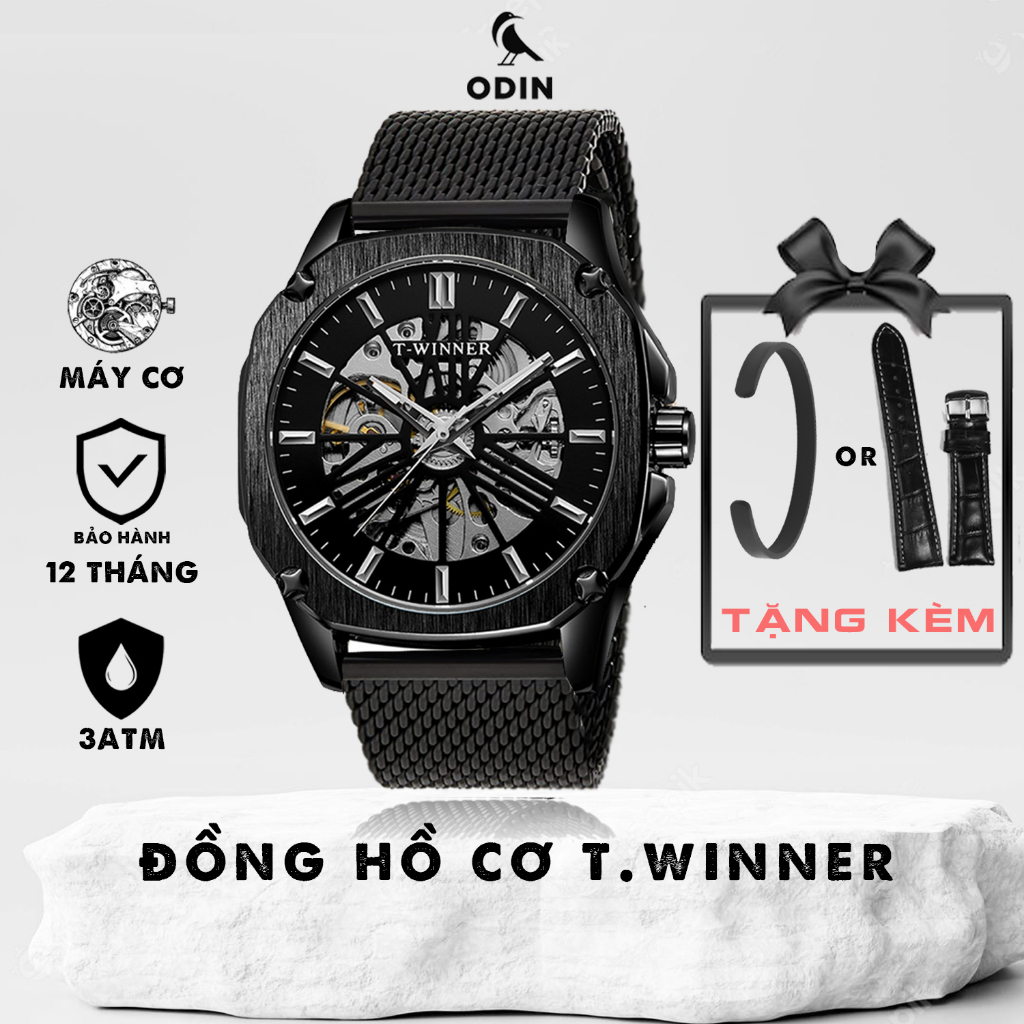 ODIN
T-WINNER
MÁY CƠ
BẢO HÀNH
12 THÁNG
3ATM
OR
TẶNG KÈM
ĐỒNG HỒ CƠ T.WINNER